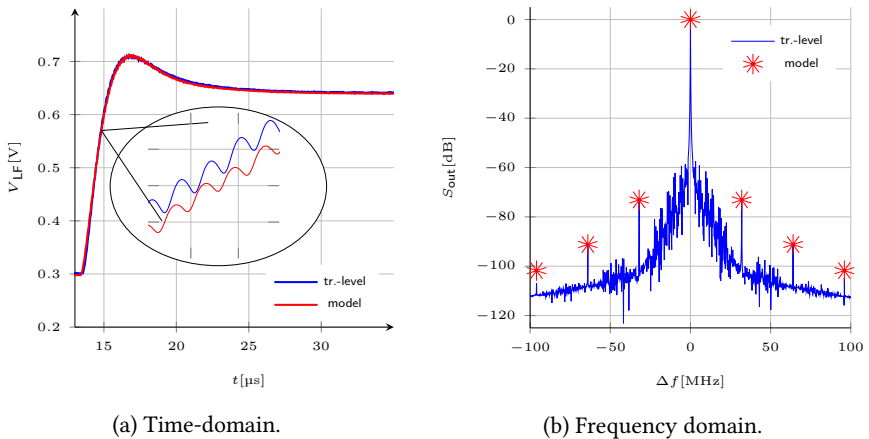 0.7
0.6
0.5
0.4
0.3
0.2
15
20
25
30
V_LF [V]
t [µs]
tr.-level
model
(a) Time-domain.
0
−20
−40
−60
−80
−100
−120
−100
−50
0
50
100
S_out [dB]
Δf [MHz]
tr.-level
model
(b) Frequency domain.